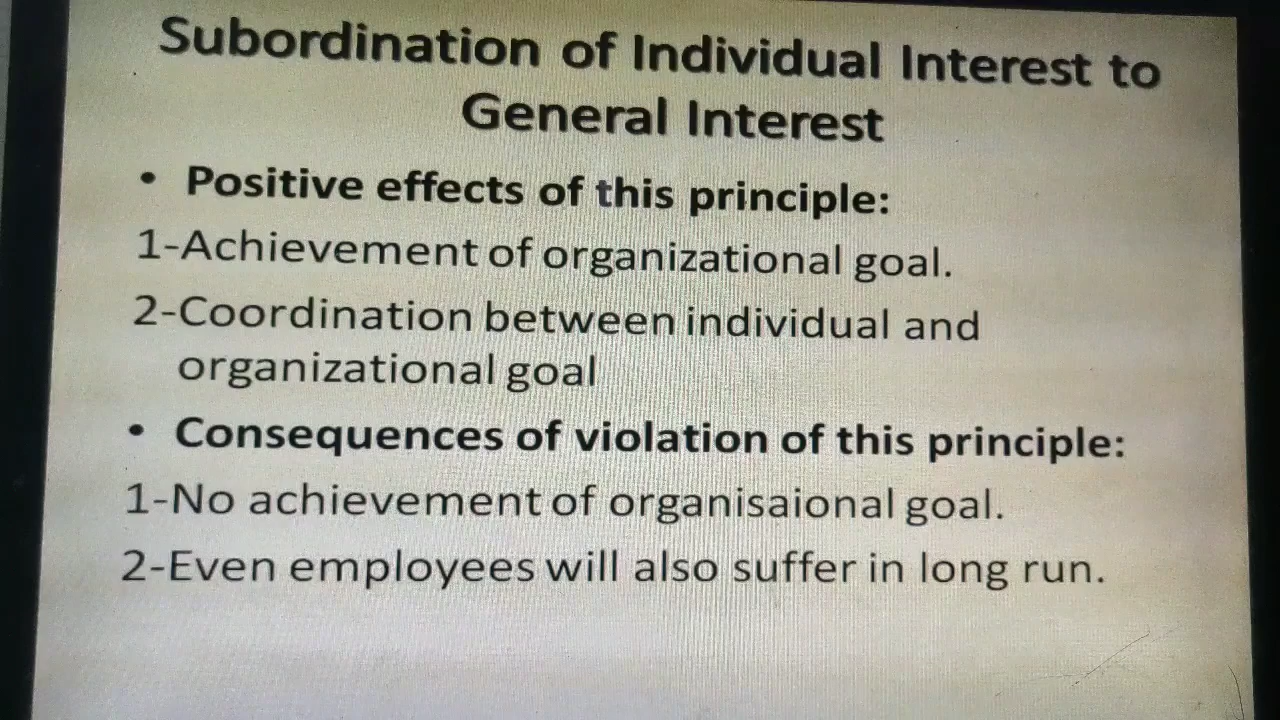 Subordination of Individual Interest to
General Interest
• Positive effects of this principle:
1-Achievement of organizational goal.
2-Coordination between individual and
organizational goal
• Consequences of violation of this principle:
1-No achievement of organisaional goal.
2-Even employees will also suffer in long run.